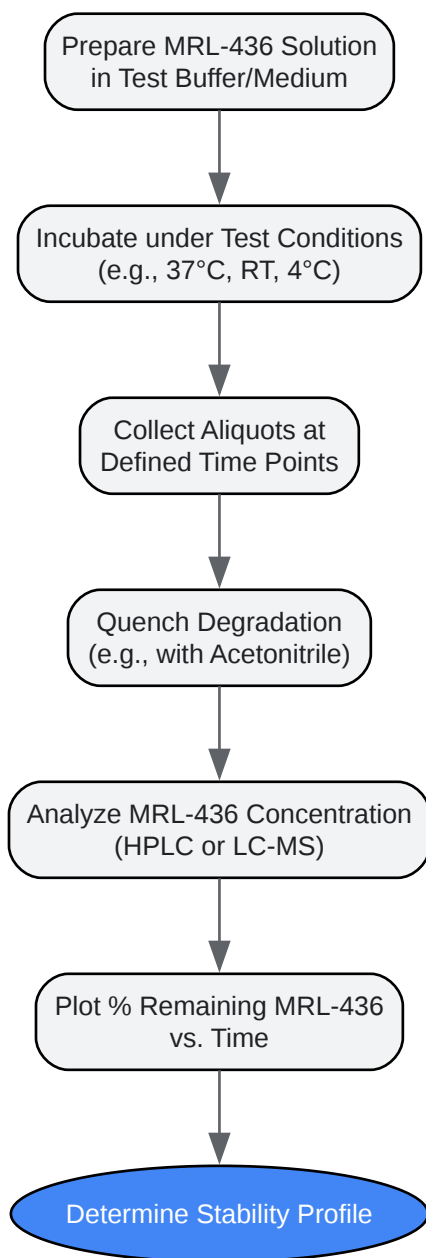 Prepare MRL-436 Solution
in Test Buffer/Medium
Incubate under Test Conditions
(e.g., 37°C, RT, 4°C)
Collect Aliquots at
Defined Time Points
Quench Degradation
(e.g., with Acetonitrile)
Analyze MRL-436 Concentration
(HPLC or LC-MS)
Plot % Remaining MRL-436
vs. Time
Determine Stability Profile